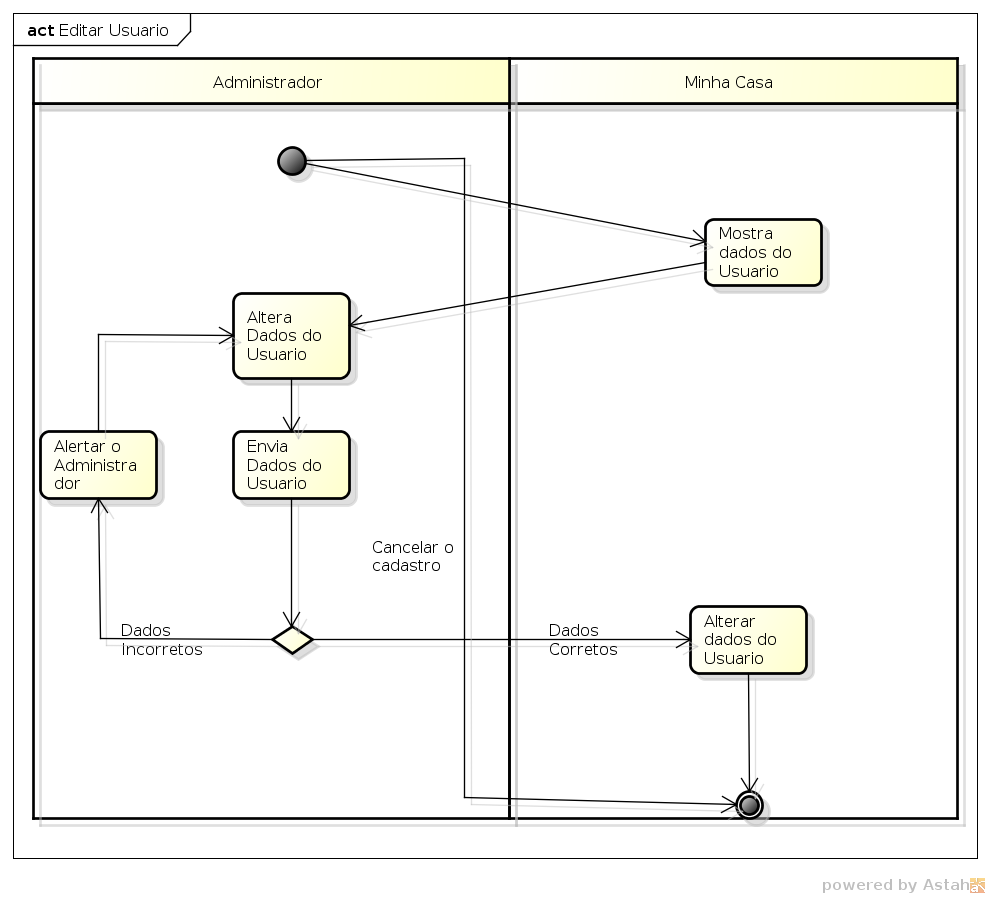 act Editar Usuario
Administrador
Minha Casa
Mostra
dados do
Usuario
Altera
Dados do
Usuario
Alertar o
Administra
dor
Envia
Dados do
Usuario
Cancelar o
cadastro
Dados
Incorretos
Dados
Corretos
Alterar
dados do
Usuario
powered by Astah